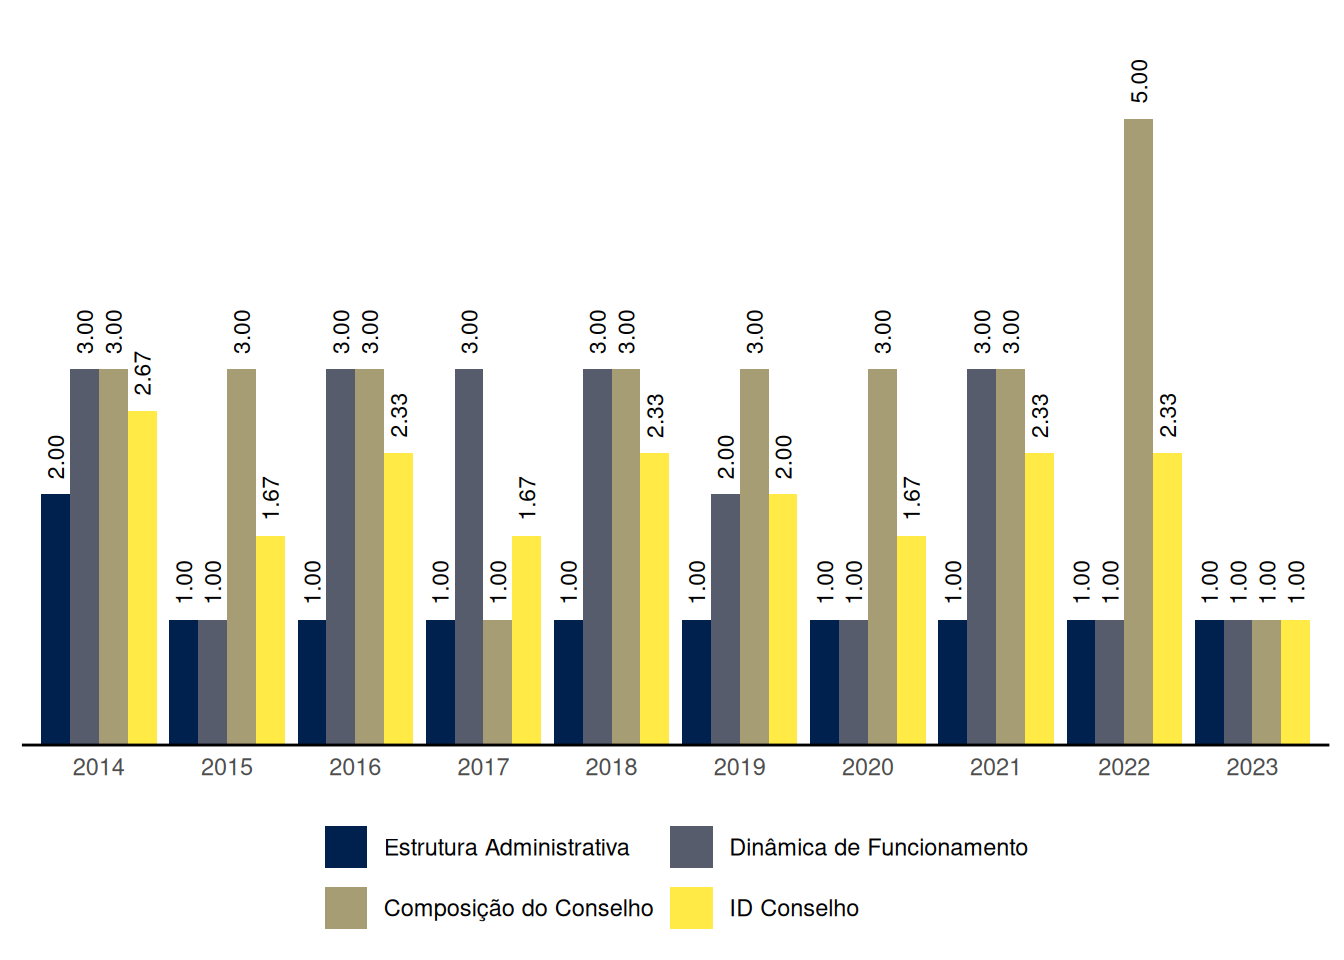 5.00
3.00 3.00 3.00 3.00 3.00 3.00 3.00 3.00 3.00 3.00 3.00 3.00
2.67 2.33 2.33 2.33 2.33
2.00 2.00 2.00
1.67 1.67 1.67
1.00 1.00 1.00 1.00 1.00 1.00 1.00 1.00 1.00 1.00 1.00 1.00 1.00 1.00 1.00 1.00 1.00
2014 2015 2016 2017 2018 2019 2020 2021 2022 2023
Estrutura Administrativa Dinâmica de Funcionamento
Composição do Conselho ID Conselho